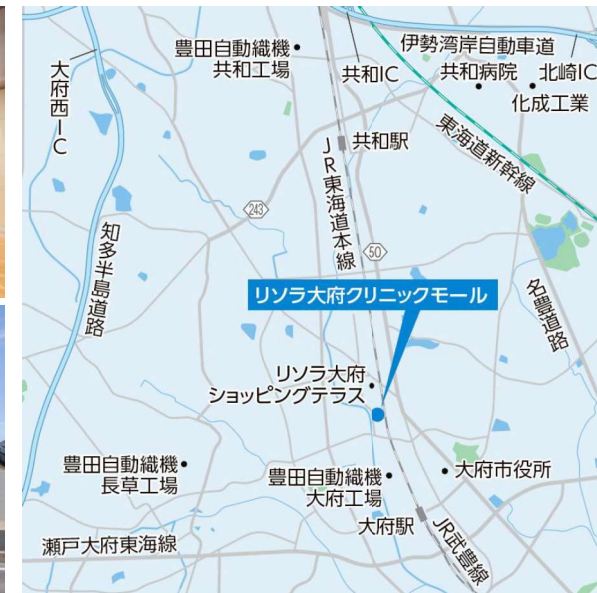 豊田自動織機
共和工場
大府西IC
共和IC
伊勢湾岸自動車道
共和病院
北崎IC
化成工業
共和駅
東海道新幹線
JR東海道本線
243
50
知多半島道路
名豊道路
リソラ大府クリニックモール
リソラ大府
ショッピングテラス
豊田自動織機
長草工場
豊田自動織機
大府工場
大府市役所
大府駅
JR武豊線
瀬戸大府東海線